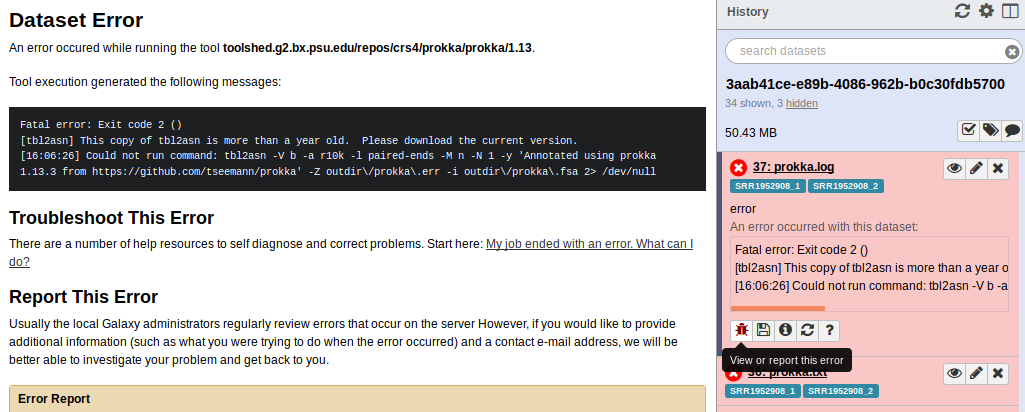 Dataset Error
An error occured while running the tool toolshed.g2.bx.psu.edu/repos/crs4/prokka/prokka/1.13.
Tool execution generated the following messages:
Fatal error: Exit code 2 ()
[tbl2asn] This copy of tbl2asn is more than a year old.  Please download the current version.
[16:06:26] Could not run command: tbl2asn -V b -a r10k -l paired-ends -M n -N 1 -y 'Annotated using prokka
1.13.3 from https://github.com/tseemann/prokka' -Z outdir\/prokka\.err -i outdir\/prokka\.fsa 2> /dev/null
Troubleshoot This Error
There are a number of help resources to self diagnose and correct problems. Start here: My job ended with an error. What can I
do?
Report This Error
Usually the local Galaxy administrators regularly review errors that occur on the server However, if you would like to provide
additional information (such as what you were trying to do when the error occurred) and a contact e-mail address, we will be
better able to investigate your problem and get back to you.
Error Report
History
search datasets
3aab41ce-e89b-4086-962b-b0c30fdb5700
34 shown, 3 hidden
50.43 MB
37: prokka.log
SRR1952908_1 SRR1952908_2
error
An error occurred with this dataset:
Fatal error: Exit code 2 ()
[tbl2asn] This copy of tbl2asn is more than a year o
[16:06:26] Could not run command: tbl2asn -V b -a
View or report this error
36: prokka.txt
SRR1952908_1 SRR1952908_2